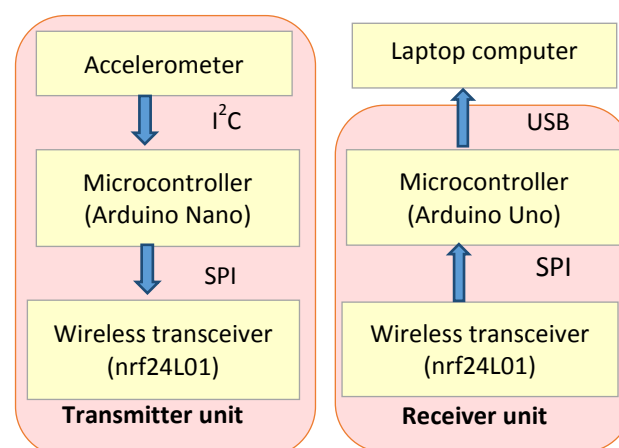 Accelerometer
I²C
Microcontroller
(Arduino Nano)
SPI
Wireless transceiver
(nrf24L01)
Transmitter unit
Laptop computer
USB
Microcontroller
(Arduino Uno)
SPI
Wireless transceiver
(nrf24L01)
Receiver unit